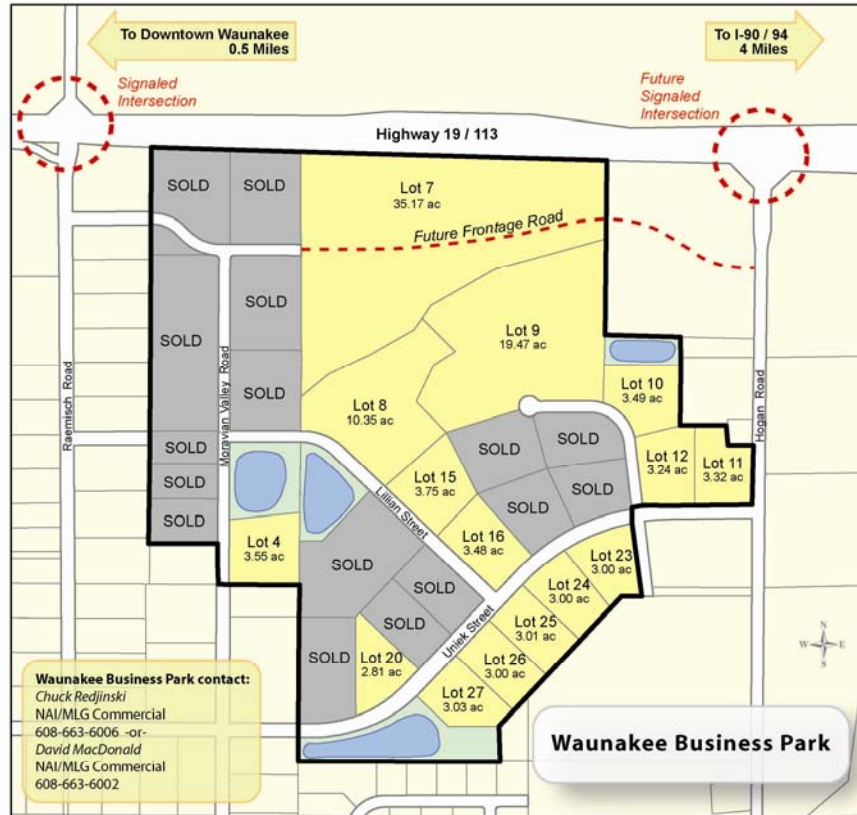 To Downtown Waunakee
0.5 Miles
To I-90 / 94
4 Miles
Signaled
Intersection
Future
Signaled
Intersection
Highway 19 / 113
SOLD
SOLD
Lot 7
35.17 ac
Future Frontage Road
SOLD
SOLD
Lot 9
19.47 ac
Raemisch Road
Moravian Valley Road
Hogan Road
SOLD
Lot 8
10.35 ac
Lot 10
3.49 ac
SOLD
SOLD
SOLD
Lot 12
3.24 ac
Lot 11
3.32 ac
SOLD
Lot 15
3.75 ac
SOLD
SOLD
Lillian Street
SOLD
Lot 4
3.55 ac
Lot 16
3.48 ac
SOLD
Lot 23
3.00 ac
Lot 24
3.00 ac
SOLD
SOLD
Uniek Street
Lot 25
3.01 ac
SOLD
Lot 20
2.81 ac
Lot 26
3.00 ac
Lot 27
3.03 ac
N
W
E
S
Waunakee Business Park contact:
Chuck Redjinski
NAI/MLG Commercial
608-663-6006 -or-
David MacDonald
NAI/MLG Commercial
608-663-6002
Waunakee Business Park